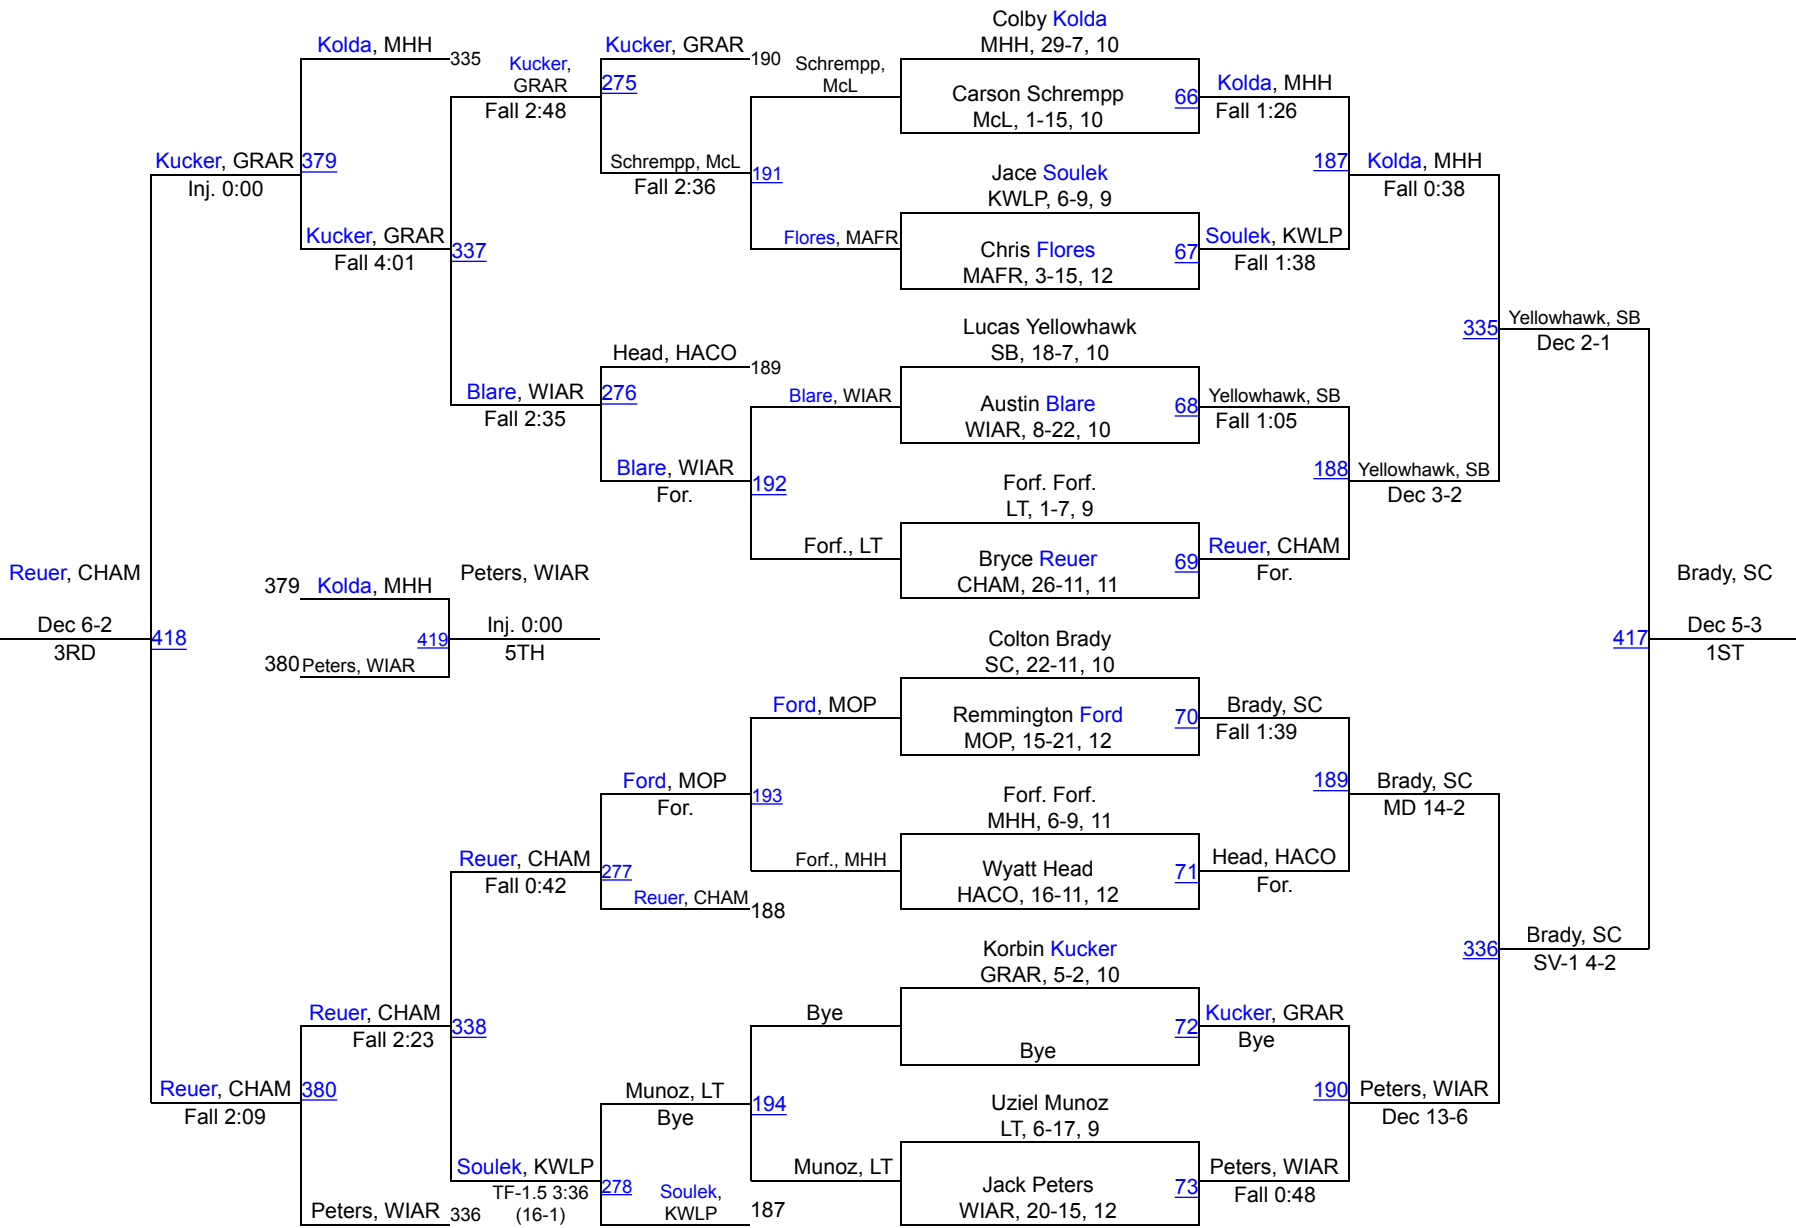 Colby Kolda
MHH, 29-7, 10
Carson Schrempp
McL, 1-15, 10
66
Kolda, MHH
Fall 1:26
Jace Soulek
KWLP, 6-9, 9
Chris Flores
MAFR, 3-15, 12
67
Soulek, KWLP
Fall 1:38
187
Kolda, MHH
Fall 0:38
Lucas Yellowhawk
SB, 18-7, 10
Austin Blare
WIAR, 8-22, 10
68
Yellowhawk, SB
Fall 1:05
Forf. Forf.
LT, 1-7, 9
Bryce Reuer
CHAM, 26-11, 11
69
Reuer, CHAM
For.
188
Yellowhawk, SB
Dec 3-2
335
Yellowhawk, SB
Dec 2-1
Colton Brady
SC, 22-11, 10
Remmington Ford
MOP, 15-21, 12
70
Brady, SC
Fall 1:39
Forf. Forf.
MHH, 6-9, 11
Wyatt Head
HACO, 16-11, 12
71
Head, HACO
For.
189
Brady, SC
MD 14-2
Korbin Kucker
GRAR, 5-2, 10
Bye
72
Kucker, GRAR
Bye
Uziel Munoz
LT, 6-17, 9
Jack Peters
WIAR, 20-15, 12
73
Peters, WIAR
Fall 0:48
190
Peters, WIAR
Dec 13-6
336
Brady, SC
SV-1 4-2
417
Brady, SC
Dec 5-3
1ST
Schrempp,
McL
Flores, MAFR
191
Schrempp, McL
Fall 2:36
Kucker, GRAR
190
275
Kucker,
GRAR
Fall 2:48
Blare, WIAR
Forf., LT
192
Blare, WIAR
For.
Head, HACO
189
276
Blare, WIAR
Fall 2:35
337
Kucker, GRAR
Fall 4:01
Kolda, MHH
335
379
Kucker, GRAR
Inj. 0:00
Ford, MOP
Forf., MHH
193
Ford, MOP
For.
Reuer, CHAM
188
277
Reuer, CHAM
Fall 0:42
Bye
Munoz, LT
194
Munoz, LT
Bye
Soulek,
KWLP
187
278
Soulek, KWLP
TF-1.5 3:36
(16-1)
338
Reuer, CHAM
Fall 2:23
Peters, WIAR
336
380
Reuer, CHAM
Fall 2:09
418
Reuer, CHAM
Dec 6-2
3RD
379
Kolda, MHH
380
Peters, WIAR
419
Peters, WIAR
Inj. 0:00
5TH